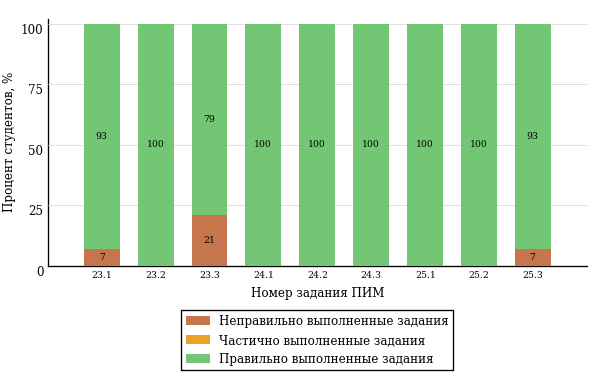 100
75
50
25
0
Процент студентов, %
93 100 79 100 100 100 100 100 93
7 21 7
23.1 23.2 23.3 24.1 24.2 24.3 25.1 25.2 25.3
Номер задания ПИМ
Неправильно выполненные задания
Частично выполненные задания
Правильно выполненные задания